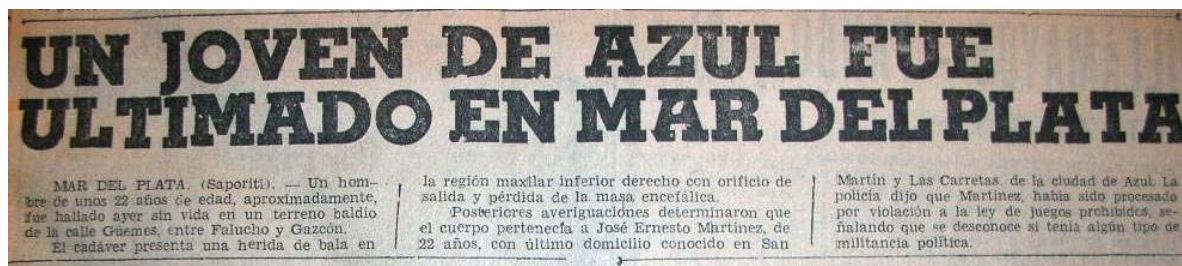 UN JOVEN DE AZUL FUE
ULTIMADO EN MAR DEL PLATA
MAR DEL PLATA. (Saporiti). — Un hom-
bre de unos 22 años de edad, aproximadamente,
fue hallado ayer sin vida en un terreno baldío
de la calle Güemes, entre Falucho y Gazcón.
El cadáver presenta una herida de bala en
la región maxilar inferior derecho con orificio de
salida y pérdida de la masa encefálica.
Posteriores averiguaciones determinaron que
el cuerpo pertenecía a José Ernesto Martínez, de
22 años, con último domicilio conocido en San
Martín y Las Carretas, de la ciudad de Azul. La
policía dijo que Martínez, había sido procesado
por violación a la ley de juegos prohibidos, se-
ñalando que se desconoce si tenía algún tipo de
militancia política.